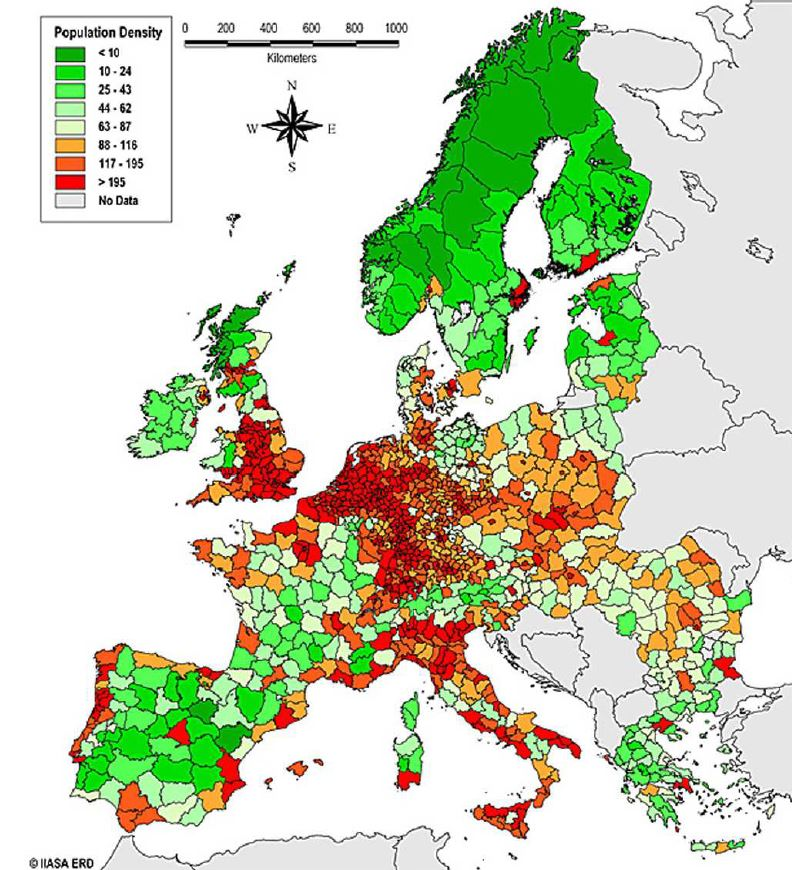 Population Density
< 10
10 - 24
25 - 43
44 - 62
63 - 87
88 - 116
117 - 195
> 195
No Data
0 200 400 600 800 1000
Kilometers
N
W E
S
© IIASA ERD